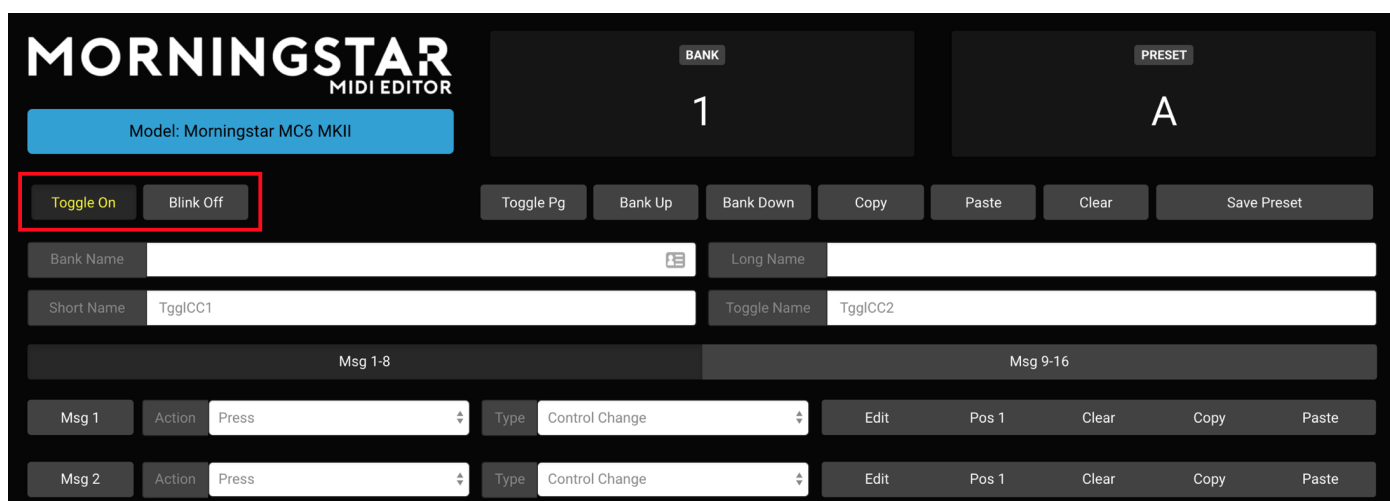 MORNINGSTAR
MIDI EDITOR
Model: Morningstar MC6 MKII
BANK
1
PRESET
A
Toggle On Blink Off Toggle Pg Bank Up Bank Down Copy Paste Clear Save Preset
Bank Name Long Name
Short Name TgglCC1 Toggle Name TgglCC2
Msg 1-8 Msg 9-16
Msg 1 Action Press Type Control Change Edit Pos 1 Clear Copy Paste
Msg 2 Action Press Type Control Change Edit Pos 1 Clear Copy Paste